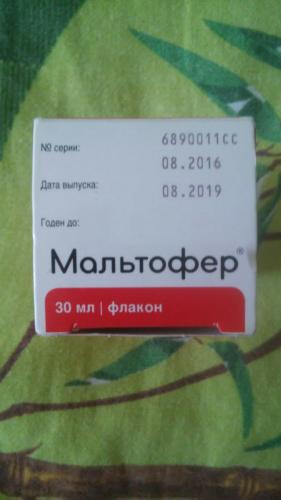 № серии: 6890011СС
08.2016
Дата выпуска: 08.2019
Годен до:
Мальтофер®
30 мл | флакон